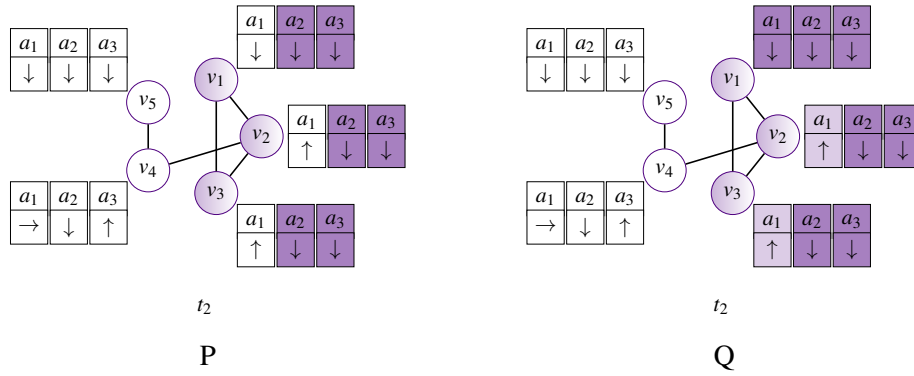 a1 a2 a3
↓ ↓ ↓
a1 a2 a3
↓ ↓ ↓
v1
v5
v2
a1 a2 a3
↑ ↓ ↓
v4
v3
a1 a2 a3
→ ↓ ↑
a1 a2 a3
↑ ↓ ↓
t2
P
a1 a2 a3
↓ ↓ ↓
a1 a2 a3
↓ ↓ ↓
v1
v5
v2
a1 a2 a3
↑ ↓ ↓
v4
v3
a1 a2 a3
→ ↓ ↑
a1 a2 a3
↑ ↓ ↓
t2
Q